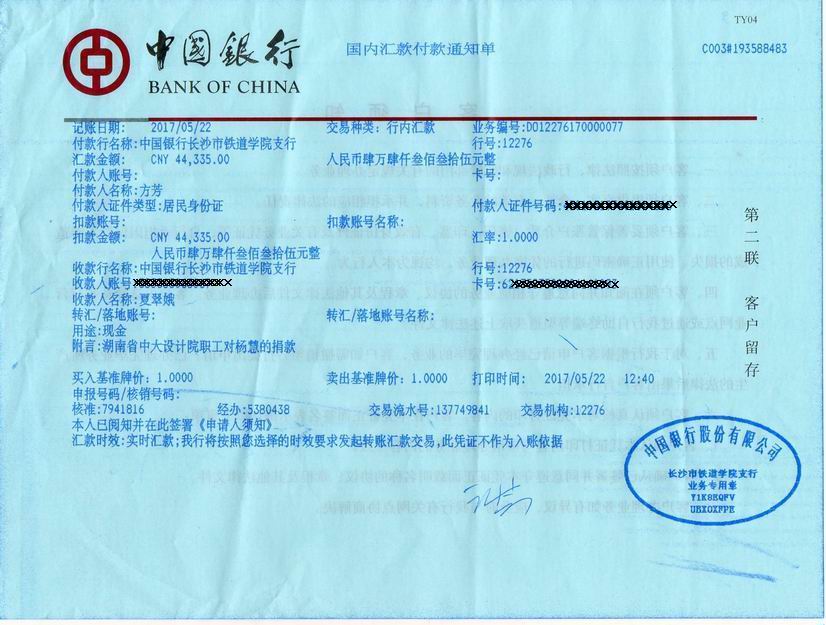 TY04
中國銀行
BANK OF CHINA
国内汇款付款通知单
C003#193588483
记账日期: 2017/05/22 交易种类: 行内汇款 业务编号:D012276170000077
付款行名称:中国银行长沙市铁道学院支行 行号:12276
汇款金额: CNY 44,335.00 人民币肆万肆仟叁佰叁拾伍元整
付款人账号: 卡号:
付款人名称:方芳
付款人证件类型:居民身份证 付款人证件号码:
扣款账号: 扣款账号名称:
扣款金额: CNY 44,335.00 汇率:1.0000
人民币肆万肆仟叁佰叁拾伍元整
收款行名称:中国银行长沙市铁道学院支行 行号:12276
收款人账号: 卡号:6
收款人名称:夏翠娥
转汇/落地账号: 转汇/落地账号名称:
用途:现金
附言:湖南省中大设计院职工对杨慧的捐款
买入基准牌价: 1.0000 卖出基准牌价: 1.0000 打印时间: 2017/05/22 12:40
申报号码/核销号码:
核准:7941816 经办:5380438 交易流水号:137749841 交易机构:12276
本人已阅知并在此签署《申请人须知》
汇款时效:实时汇款;我行将按照您选择的时效要求发起转账汇款交易,此凭证不作为入账依据
第二联 客户留存
中国银行股份有限公司
长沙市铁道学院支行
业务专用章
Y1K8EQFV
UBXOXFPE